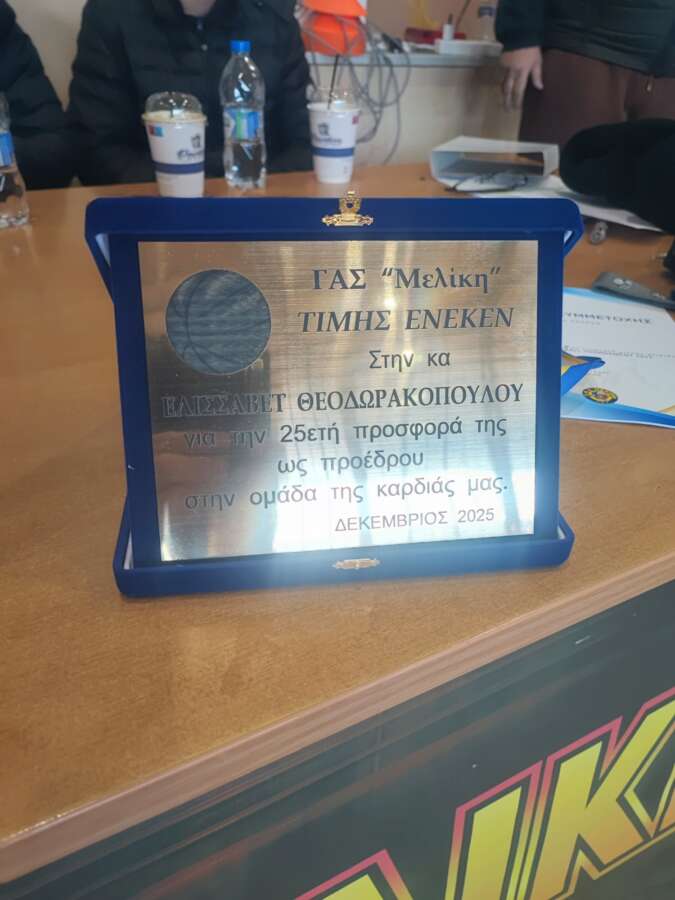 ΓΑΣ "Μελίκη"
ΤΙΜΗΣ ΕΝΕΚΕΝ
Στην κα
ΕΛΙΣΣΑΒΕΤ ΘΕΟΔΩΡΑΚΟΠΟΥΛΟΥ
για την 25ετή προσφορά της
ως προέδρου
στην ομάδα της καρδιάς μας.
ΔΕΚΕΜΒΡΙΟΣ 2025